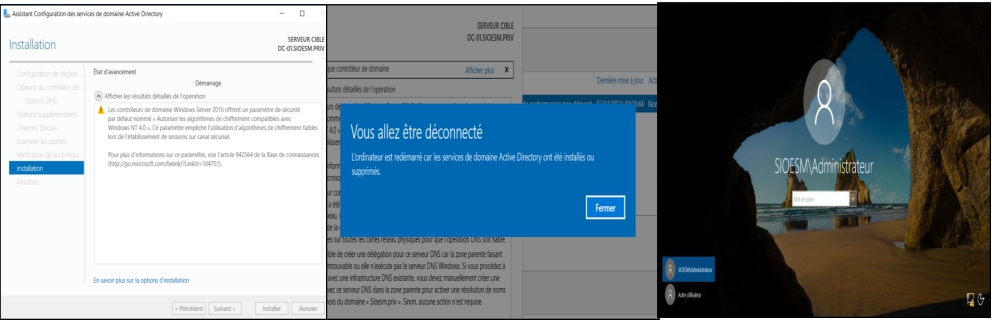 Assistant Configuration des services de domaine Active Directory
Installation
SERVEUR CIBLE
DC-01.SIOESM.PRIV
Configuration de déploie...
Options du contrôleur de...
Options DNS
Options supplémentaires
Chemins d'accès
Examiner les options
Vérification de la configur...
Installation
Résultats
État d'avancement
Démarrage
Afficher les résultats détaillés de l'opération
Les contrôleurs de domaine Windows Server 2016 offrent un paramètre de sécurité
par défaut nommé « Autoriser les algorithmes de chiffrement compatibles avec
Windows NT 4.0 ». Ce paramètre empêche l'utilisation d'algorithmes de chiffrement faibles
lors de l'établissement de sessions sur canal sécurisé.
Pour plus d'informations sur ce paramètre, voir l'article 942564 de la Base de connaissances
(http://go.microsoft.com/fwlink/?LinkId=104751).
En savoir plus sur la options d'installation
< Précédent
Suivant >
Installer
Annuler
SERVEUR CIBLE
DC-01.SIOESM.PRIV
que contrôleur de domaine
Afficher plus X
sultats détaillés de l'opération
Dernière mise à jour
Vous allez être déconnecté
L'ordinateur est redémarré car les services de domaine Active Directory ont été installés ou
supprimés.
Fermer
es sur toutes les cartes réseau physiques pour que l'opération DNS soit fiable.
ible de créer une délégation pour ce serveur DNS car la zone parente faisant
ntrouvable ou elle n'exécute pas le serveur DNS Windows. Si vous procédez à
avec une infrastructure DNS existante, vous devez manuellement créer une
vec ce serveur DNS dans la zone parente pour activer une résolution de noms
hors du domaine « Sioesm.priv ». Sinon, aucune action n'est requise.
SIOESM\Administrateur
Mot de passe
SIOESM\Administrateur
Autre utilisateur